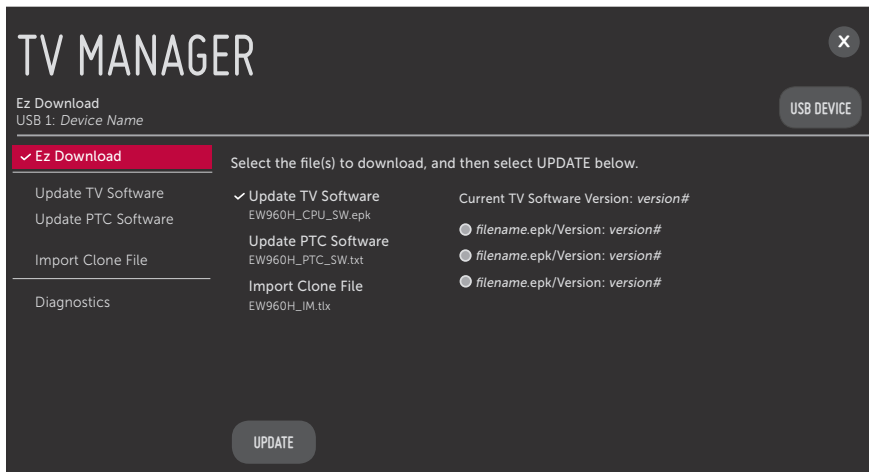 TV MANAGER
X
Ez Download
USB 1: Device Name
USB DEVICE
Ez Download
Update TV Software
Update PTC Software
Import Clone File
Diagnostics
Select the file(s) to download, and then select UPDATE below.
Update TV Software
EW960H_CPU_SW.epk
Update PTC Software
EW960H_PTC_SW.txt
Import Clone File
EW960H_IM.tlx
Current TV Software Version: version#
filename.epk/Version: version#
filename.epk/Version: version#
filename.epk/Version: version#
UPDATE